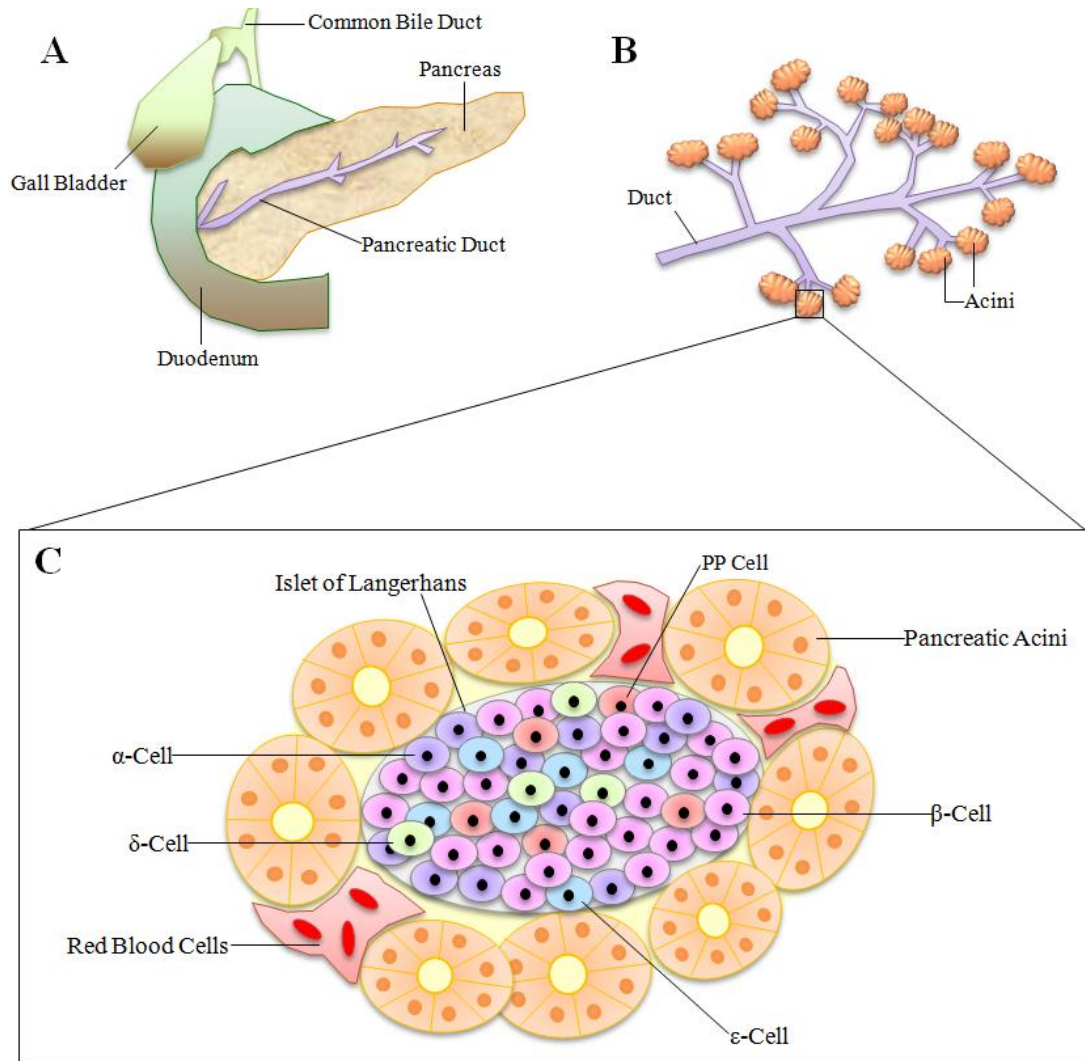 A
Common Bile Duct
Pancreas
Gall Bladder
Pancreatic Duct
Duodenum
B
Duct
Acini
C
Islet of Langerhans
PP Cell
Pancreatic Acini
α-Cell
β-Cell
δ-Cell
Red Blood Cells
ε-Cell